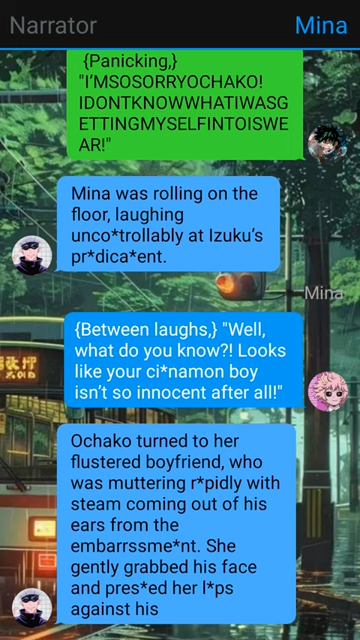 Narrator
Mina
{Panicking,}
"I'MSOSORRYOCHAKO!
IDONTKNOWWHATIWASG
ETTINGMYSELFINTOISWE
AR!"
Mina was rolling on the
floor, laughing
unco*trollably at Izuku's
pr*dica*ent.
Mina
{Between laughs,} "Well,
what do you know?! Looks
like your ci*namon boy
isn't so innocent after all!"
Ochako turned to her
flustered boyfriend, who
was muttering r*pidly with
steam coming out of his
ears from the
embarrssme*nt. She
gently grabbed his face
and pres*ed her l*ps
against his